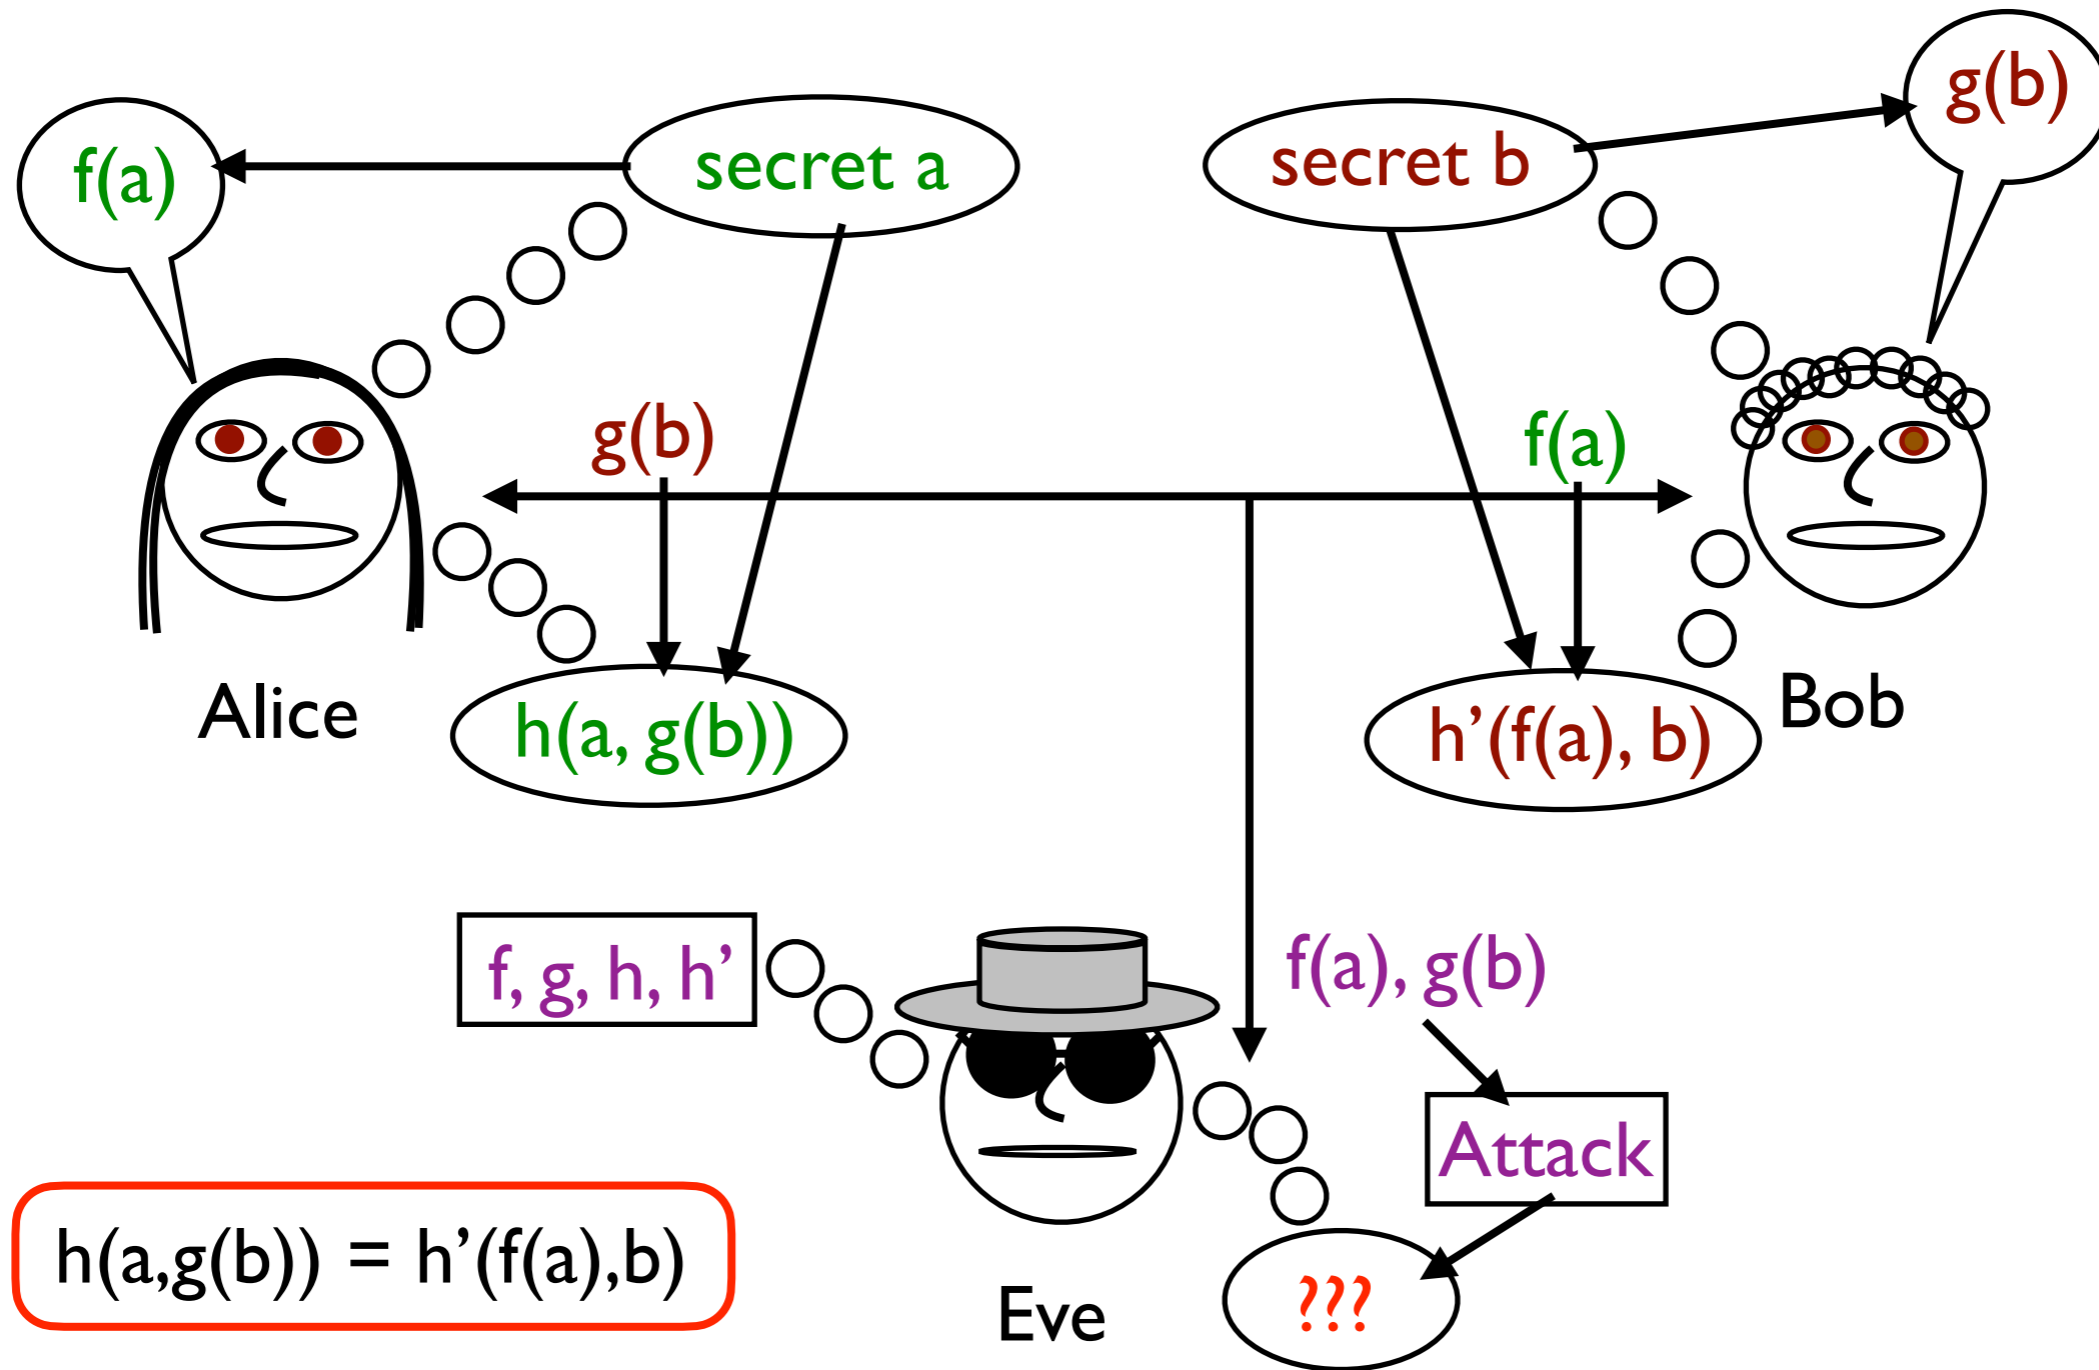 g(b)
f(a)
secret a
secret b
g(b)
f(a)
Alice
h(a, g(b))
h’(f(a), b)
Bob
f, g, h, h’
f(a), g(b)
Attack
h(a,g(b)) = h’(f(a),b)
Eve
???